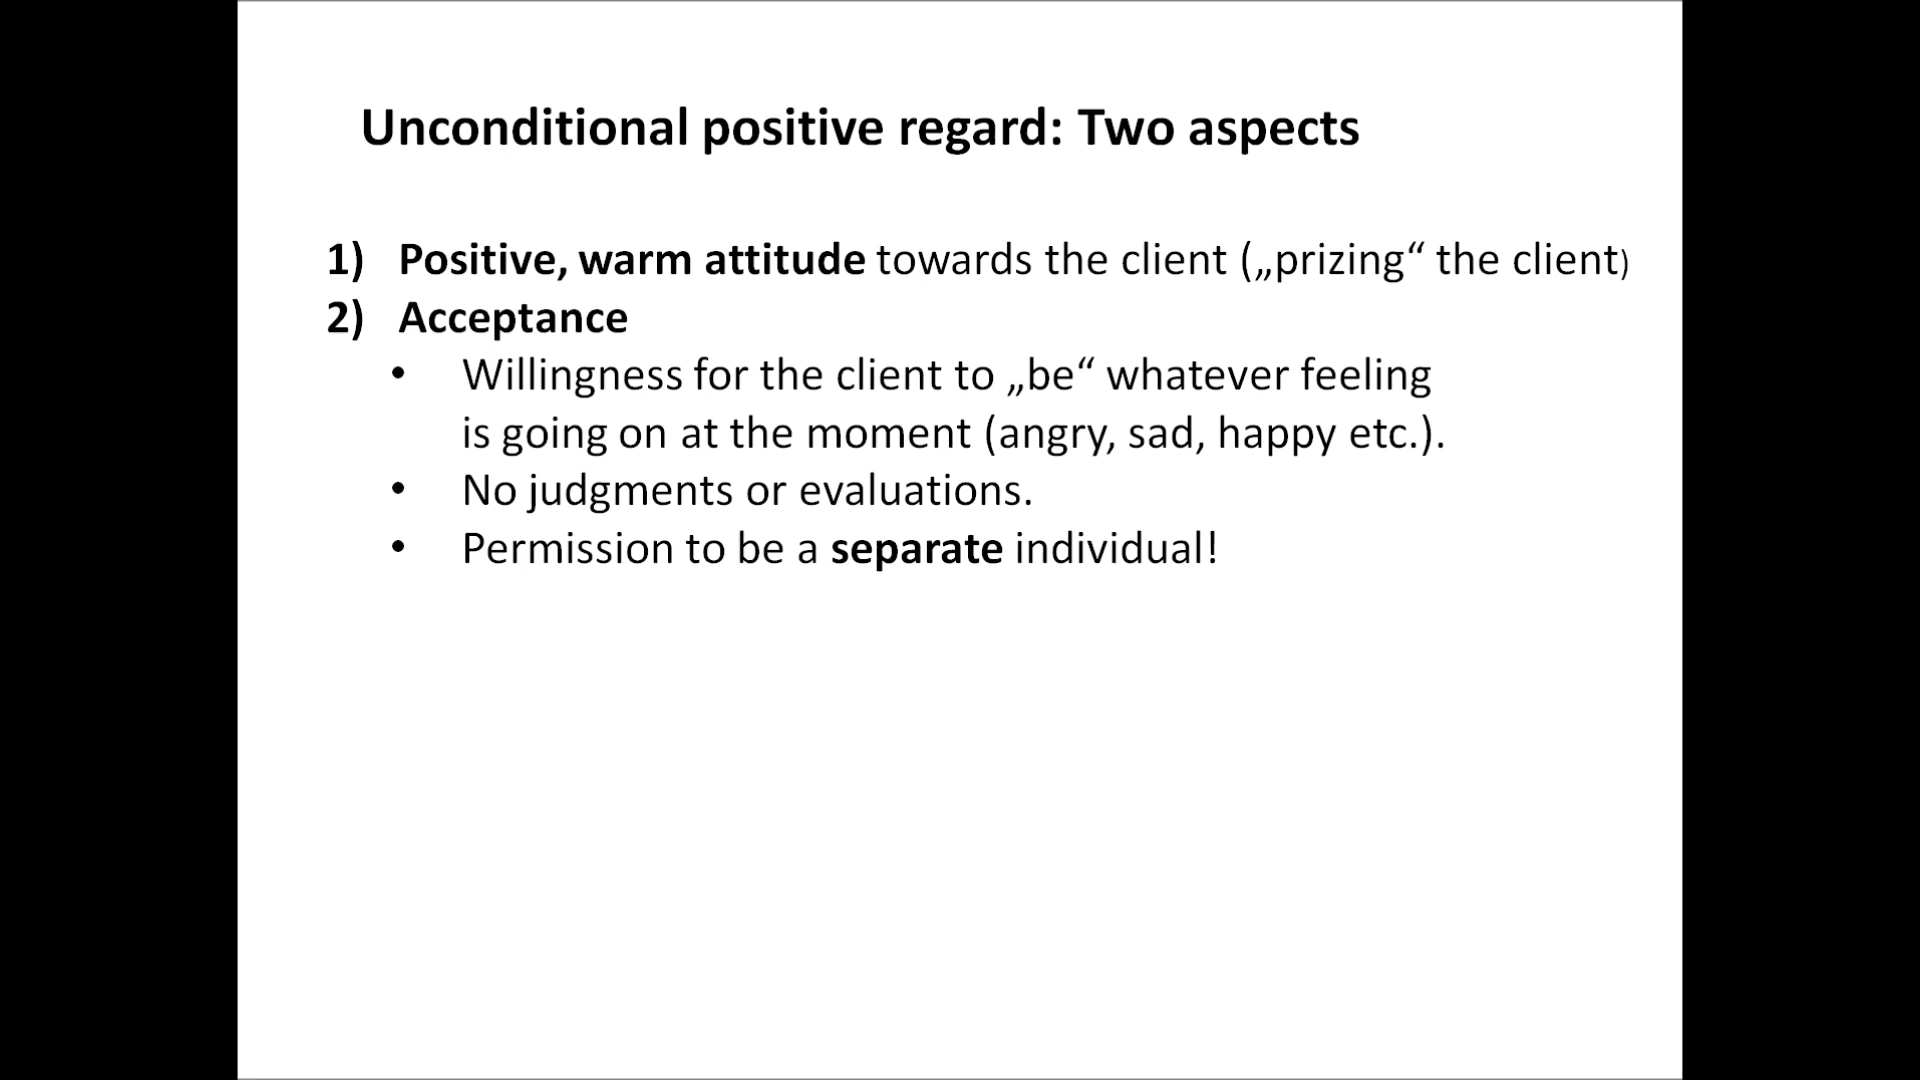 Unconditional positive regard: Two aspects
1) Positive, warm attitude towards the client („prizing“ the client)
2) Acceptance
• Willingness for the client to „be“ whatever feeling
is going on at the moment (angry, sad, happy etc.).
• No judgments or evaluations.
• Permission to be a separate individual!